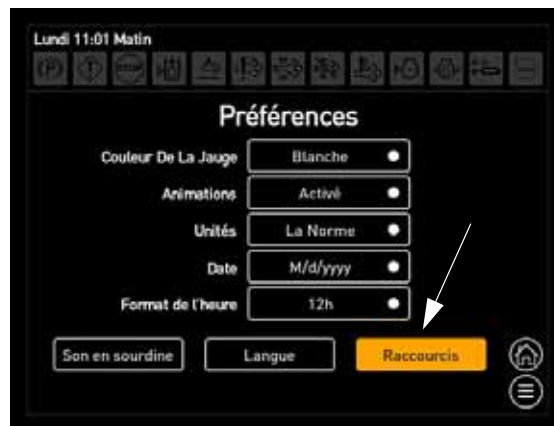 Lundi 11:01 Matin
Préférences
Couleur De La Jauge Blanche
Animations Activé
Unités La Norme
Date M/d/yyyy
Format de l'heure 12h
Son en sourdine Langue Raccourcis